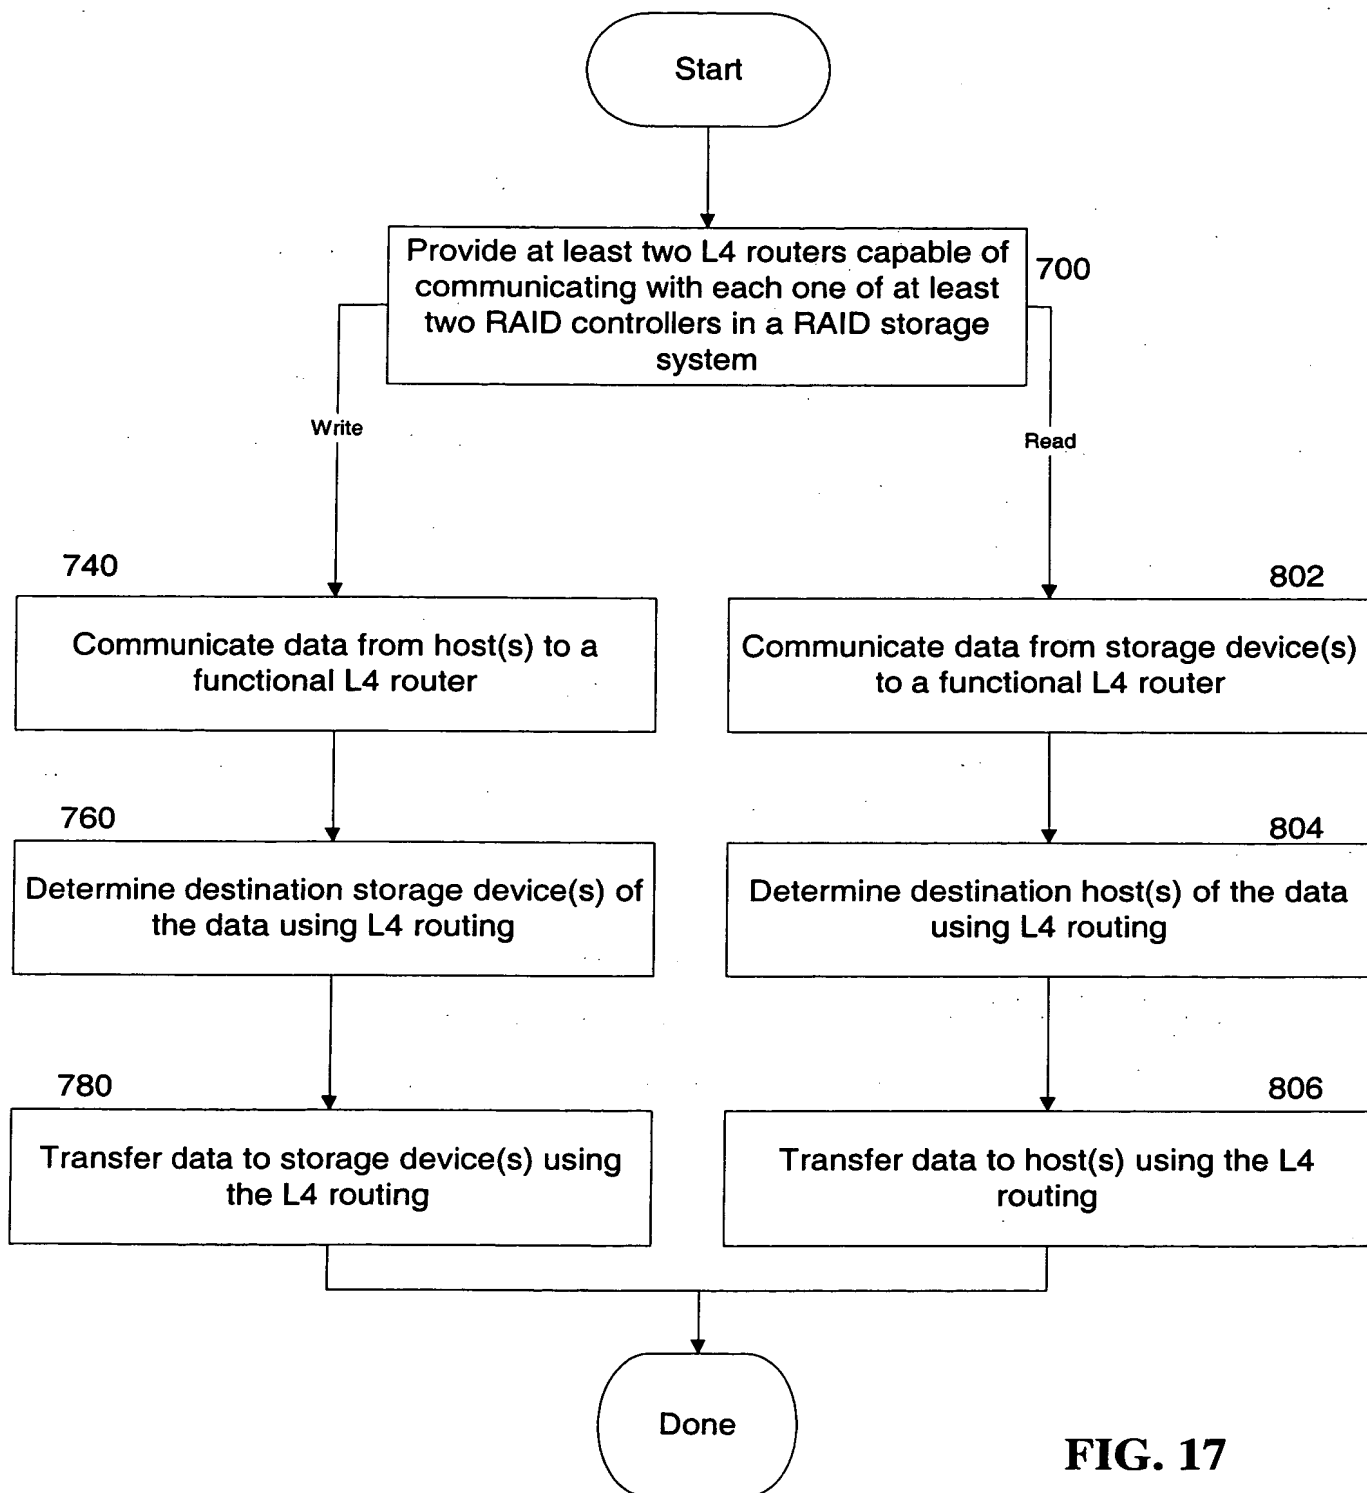 Start
Provide at least two L4 routers capable of
communicating with each one of at least
two RAID controllers in a RAID storage
system
700
Write
Read
740
Communicate data from host(s) to a
functional L4 router
802
Communicate data from storage device(s)
to a functional L4 router
760
Determine destination storage device(s) of
the data using L4 routing
804
Determine destination host(s) of the data
using L4 routing
780
Transfer data to storage device(s) using
the L4 routing
806
Transfer data to host(s) using the L4
routing
Done
FIG. 17